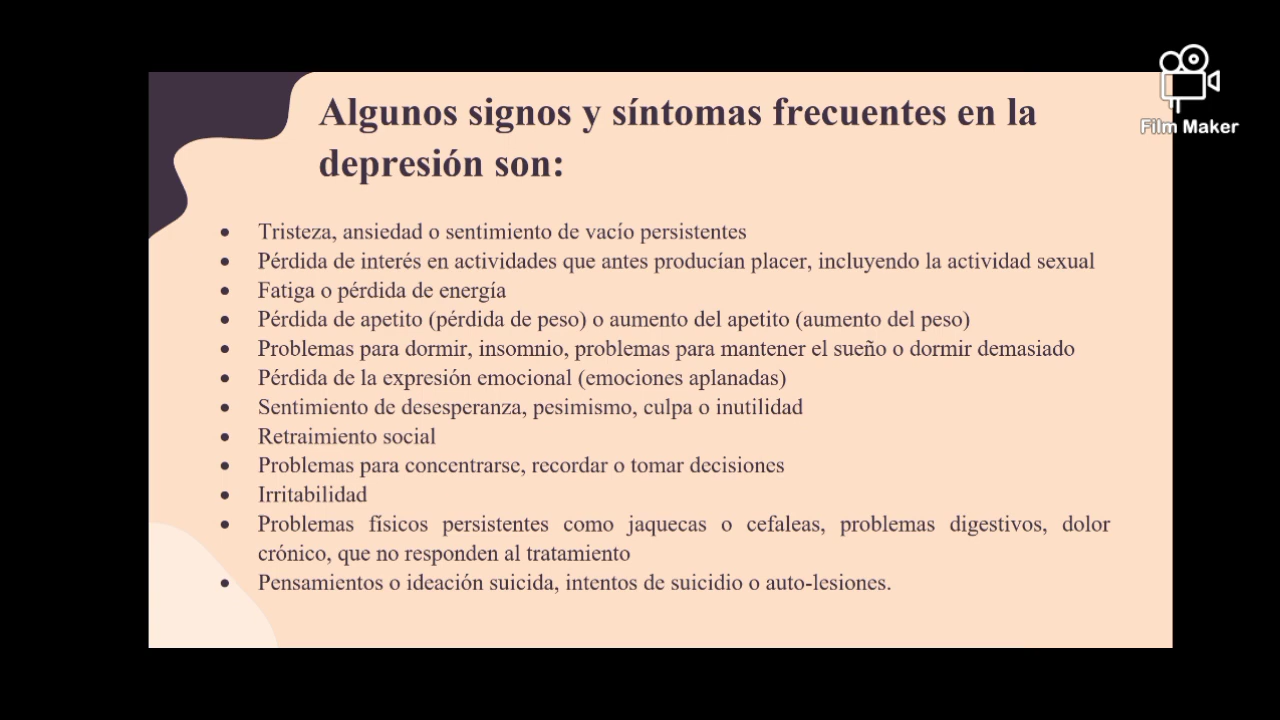 Film Maker
Algunos signos y síntomas frecuentes en la
depresión son:
• Tristeza, ansiedad o sentimiento de vacío persistentes
• Pérdida de interés en actividades que antes producían placer, incluyendo la actividad sexual
• Fatiga o pérdida de energía
• Pérdida de apetito (pérdida de peso) o aumento del apetito (aumento del peso)
• Problemas para dormir, insomnio, problemas para mantener el sueño o dormir demasiado
• Pérdida de la expresión emocional (emociones aplanadas)
• Sentimiento de desesperanza, pesimismo, culpa o inutilidad
• Retraimiento social
• Problemas para concentrarse, recordar o tomar decisiones
• Irritabilidad
• Problemas físicos persistentes como jaquecas o cefaleas, problemas digestivos, dolor
crónico, que no responden al tratamiento
• Pensamientos o ideación suicida, intentos de suicidio o auto-lesiones.